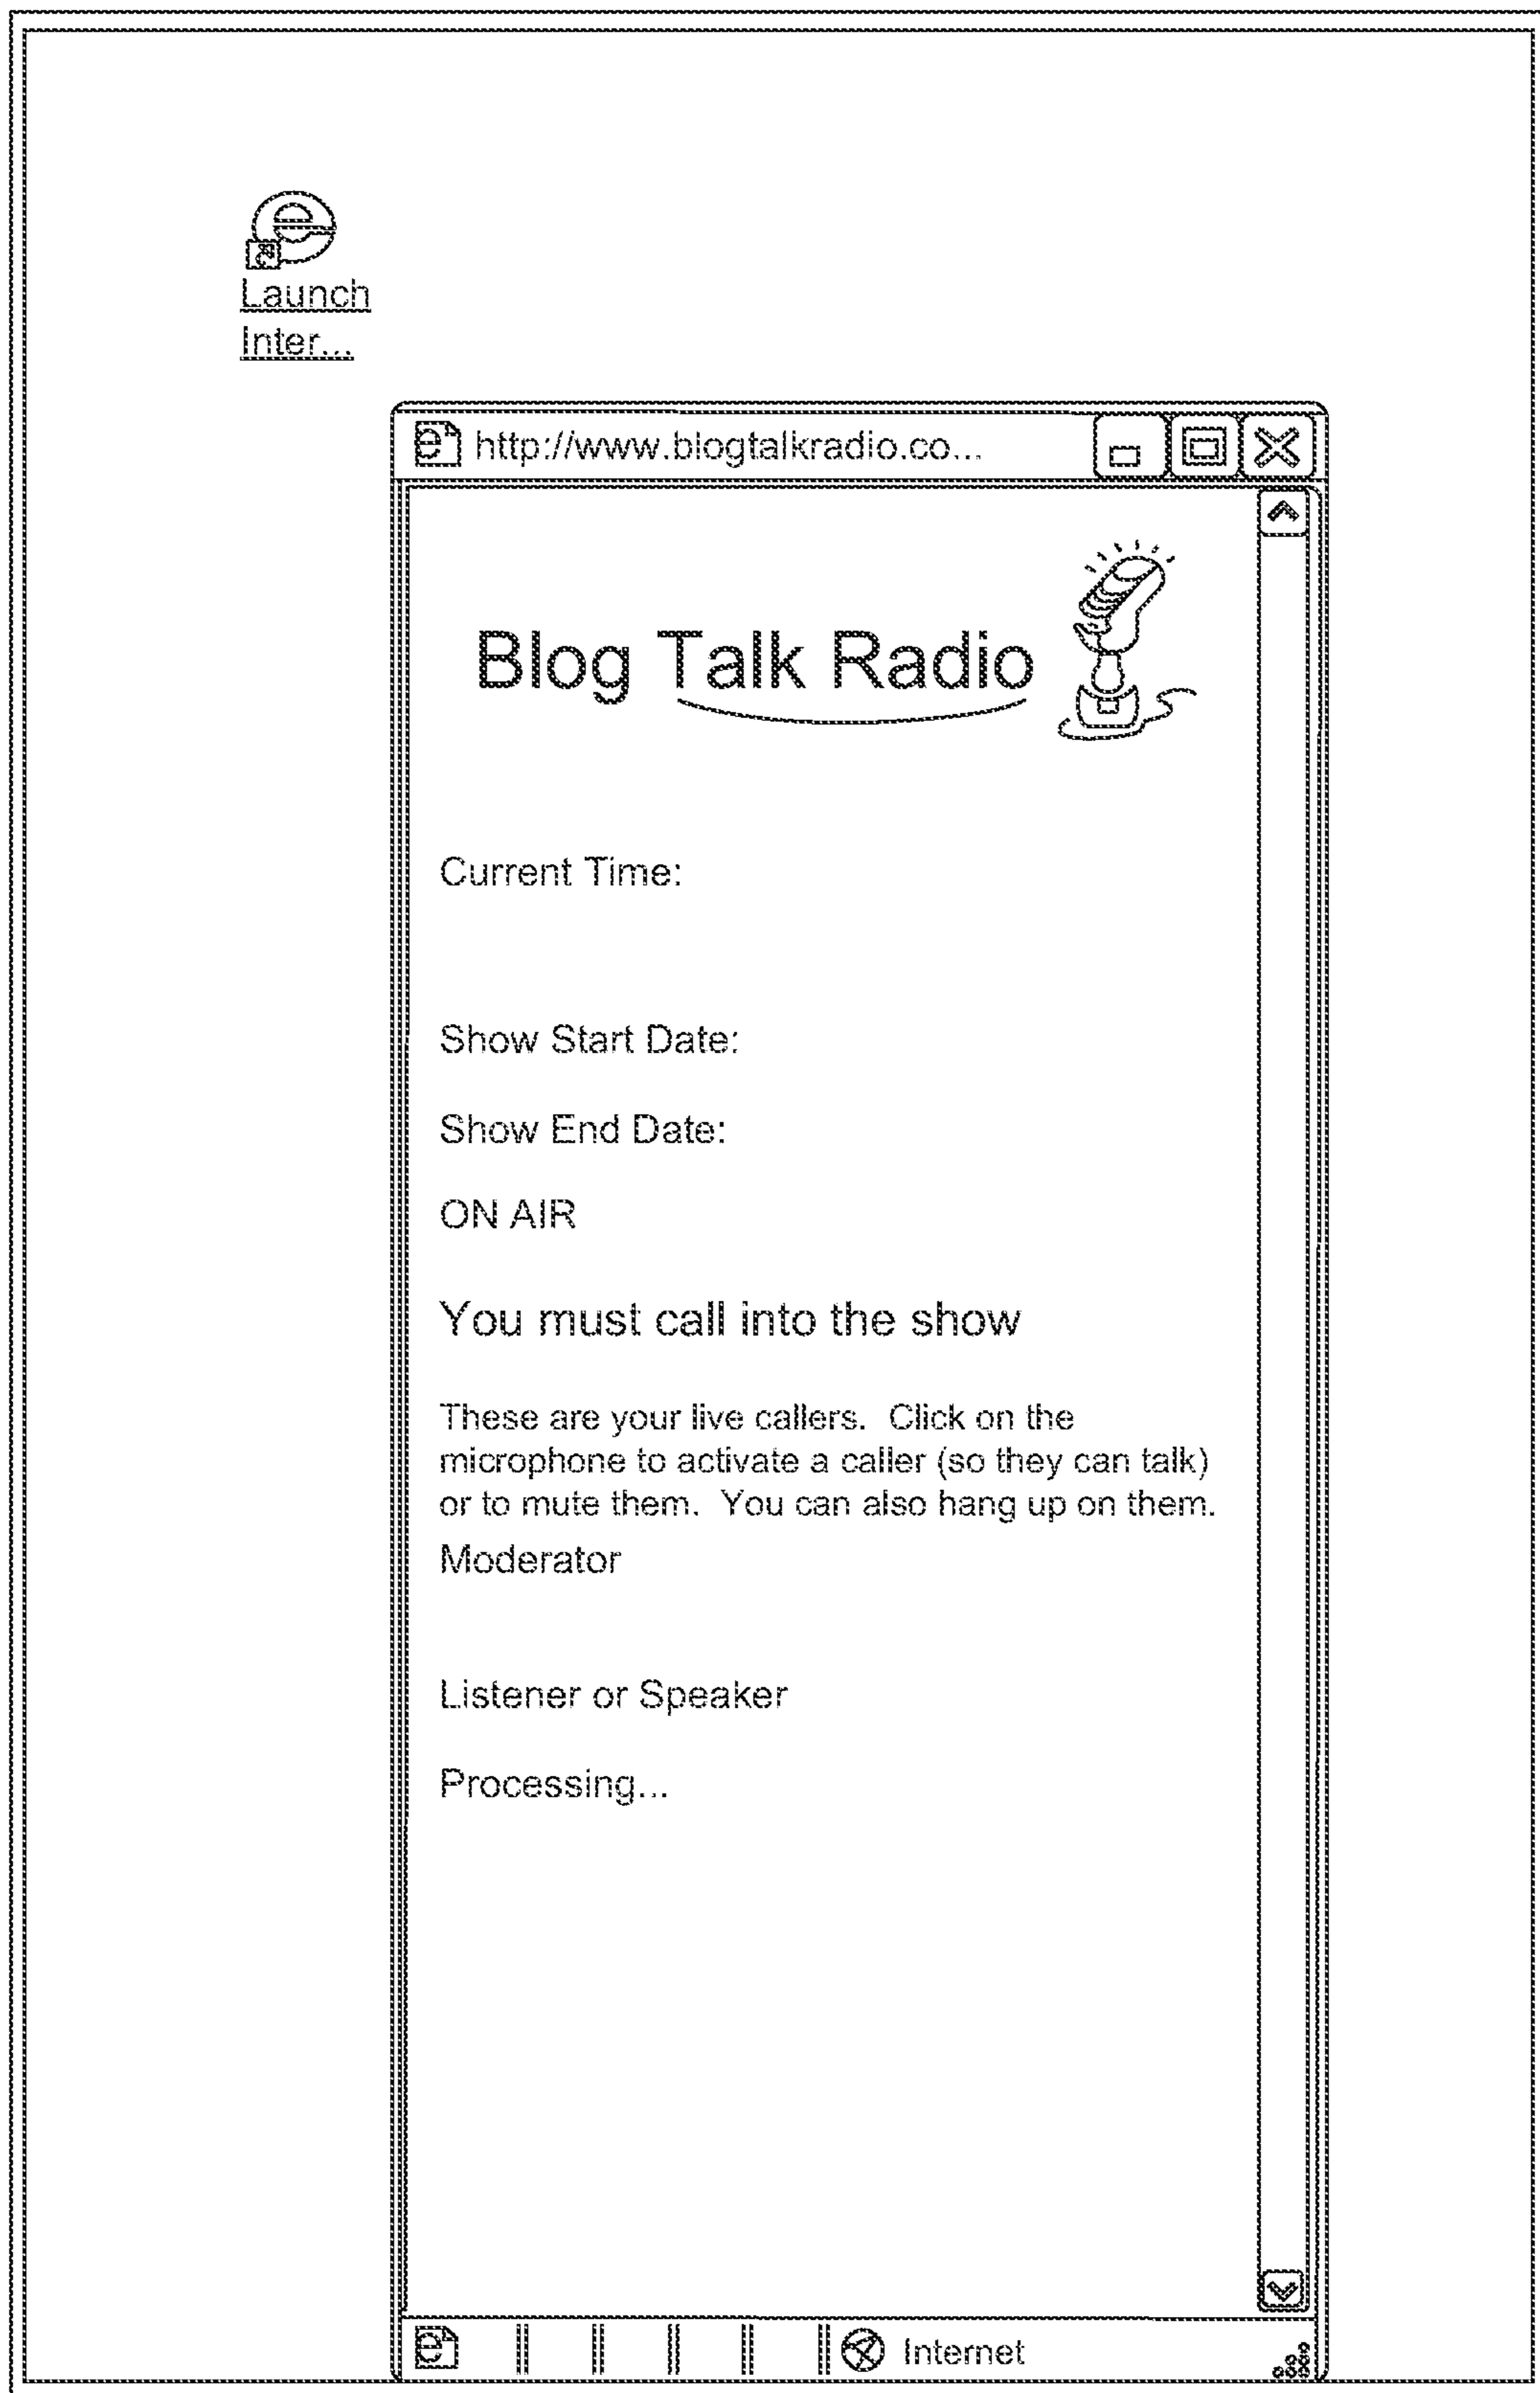 Launch
Inter...
http://www.blogtalkradio.co...
Blog Talk Radio
Current Time:
Show Start Date:
Show End Date:
ON AIR
You must call into the show
These are your live callers.  Click on the
microphone to activate a caller (so they can talk)
or to mute them.  You can also hang up on them.
Moderator
Listener or Speaker
Processing...
Internet